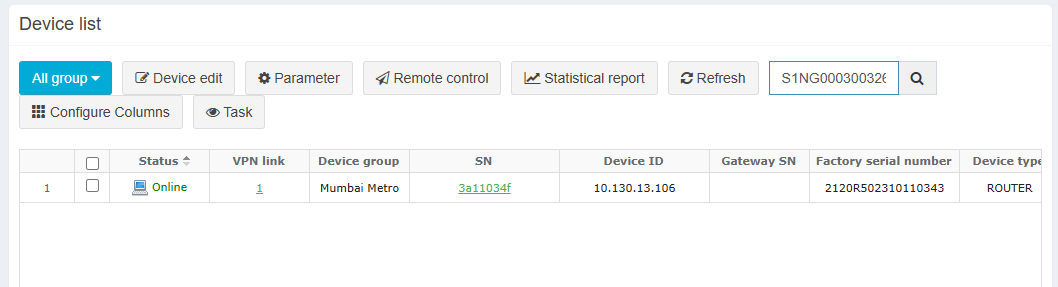 Device list
All group Device edit Parameter Remote control Statistical report Refresh S1NG000300326
Configure Columns Task
Status VPN link Device group SN Device ID Gateway SN Factory serial number Device type
1 Online 1 Mumbai Metro 3a11034f 10.130.13.106 2120R502310110343 ROUTER